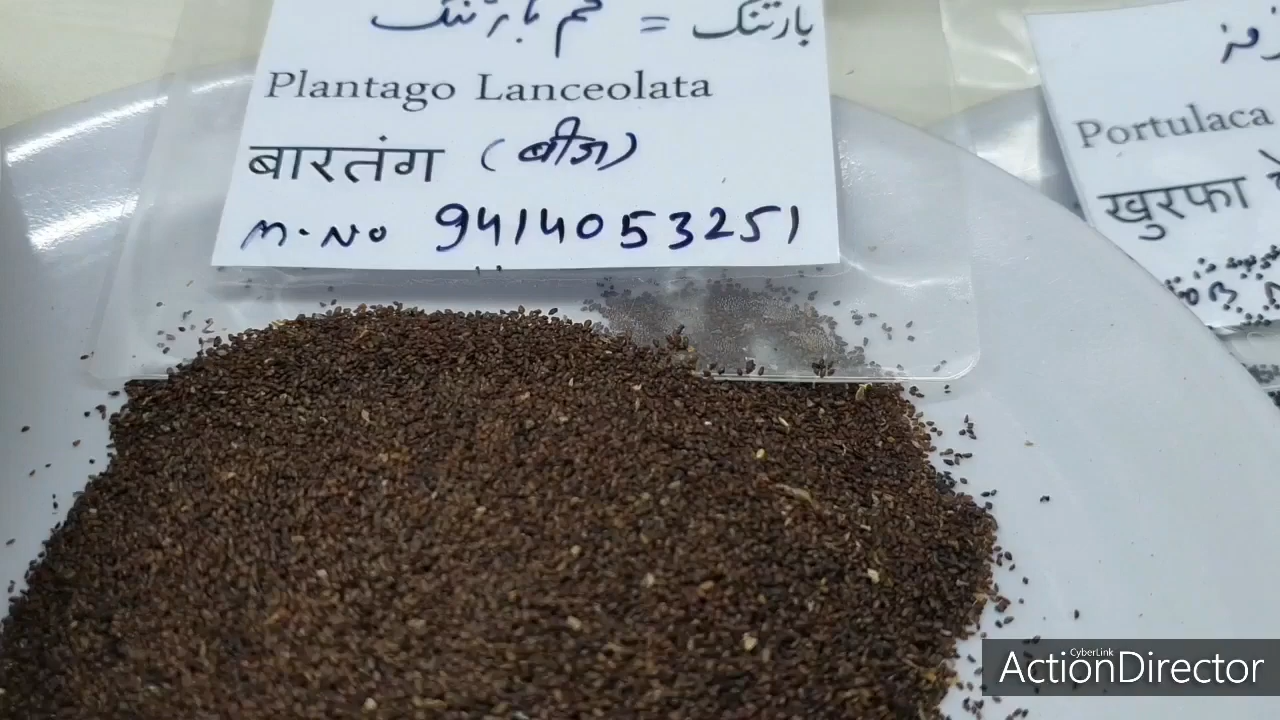 تخم بارتنگ = بارتنگ
Plantago Lanceolata
बारतंग (बीज)
M. No 9414053251
Portulaca
खुरफा
CyberLink
ActionDirector